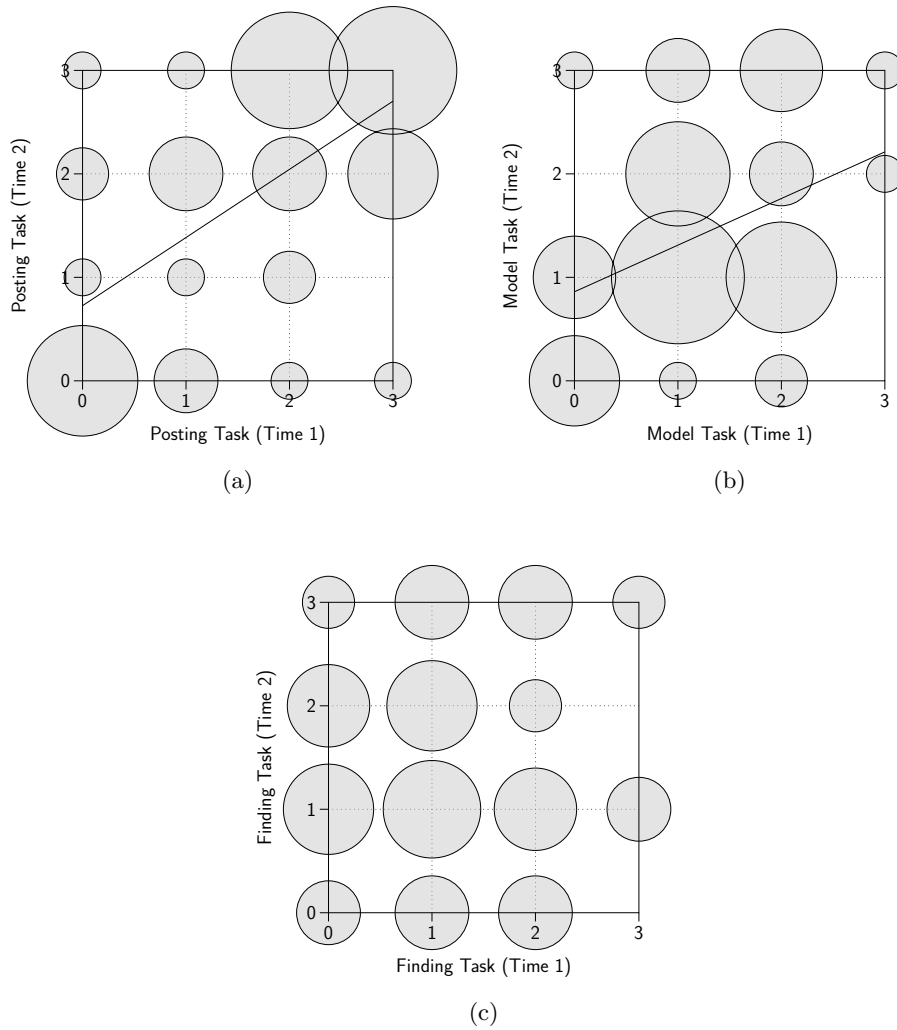 3
2
1
0
0 1 2 3
Posting Task (Time 2)
Posting Task (Time 1)
(a)
3
2
1
0
0 1 2 3
Model Task (Time 2)
Model Task (Time 1)
(b)
3
2
1
0
0 1 2 3
Finding Task (Time 2)
Finding Task (Time 1)
(c)